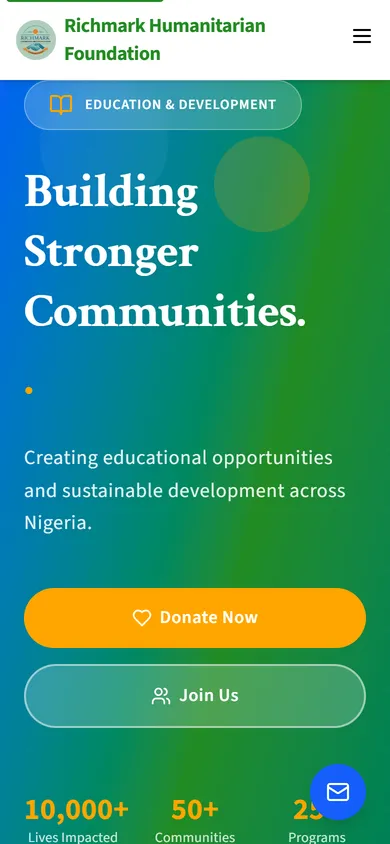 RICHMARK
Richmark Humanitarian
Foundation
EDUCATION & DEVELOPMENT
Building
Stronger
Communities.
.
Creating educational opportunities
and sustainable development across
Nigeria.
Donate Now
Join Us
10,000+ 50+
Lives Impacted Communities Programs